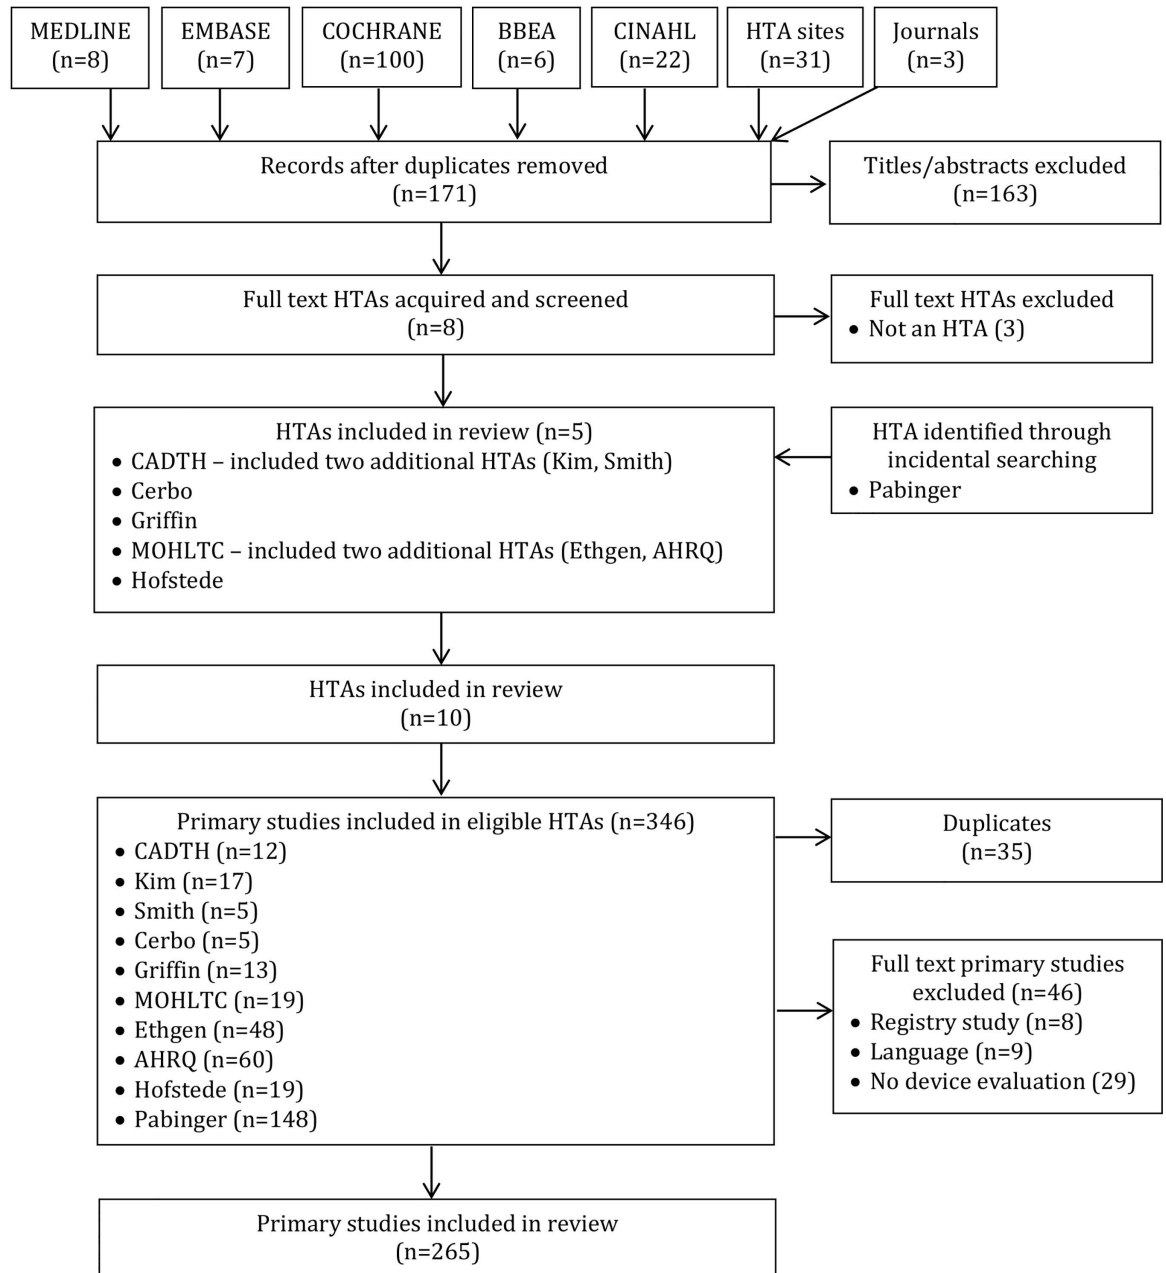 MEDLINE
(n=8)
EMBASE
(n=7)
COCHRANE
(n=100)
BBEA
(n=6)
CINAHL
(n=22)
HTA sites
(n=31)
Journals
(n=3)
Records after duplicates removed
(n=171)
Titles/abstracts excluded
(n=163)
Full text HTAs acquired and screened
(n=8)
Full text HTAs excluded
• Not an HTA (3)
HTAs included in review (n=5)
• CADTH – included two additional HTAs (Kim, Smith)
• Cerbo
• Griffin
• MOHLTC – included two additional HTAs (Ethgen, AHRQ)
• Hofstede
HTA identified through
incidental searching
• Pabinger
HTAs included in review
(n=10)
Primary studies included in eligible HTAs (n=346)
• CADTH (n=12)
• Kim (n=17)
• Smith (n=5)
• Cerbo (n=5)
• Griffin (n=13)
• MOHLTC (n=19)
• Ethgen (n=48)
• AHRQ (n=60)
• Hofstede (n=19)
• Pabinger (n=148)
Duplicates
(n=35)
Full text primary studies
excluded (n=46)
• Registry study (n=8)
• Language (n=9)
• No device evaluation (29)
Primary studies included in review
(n=265)